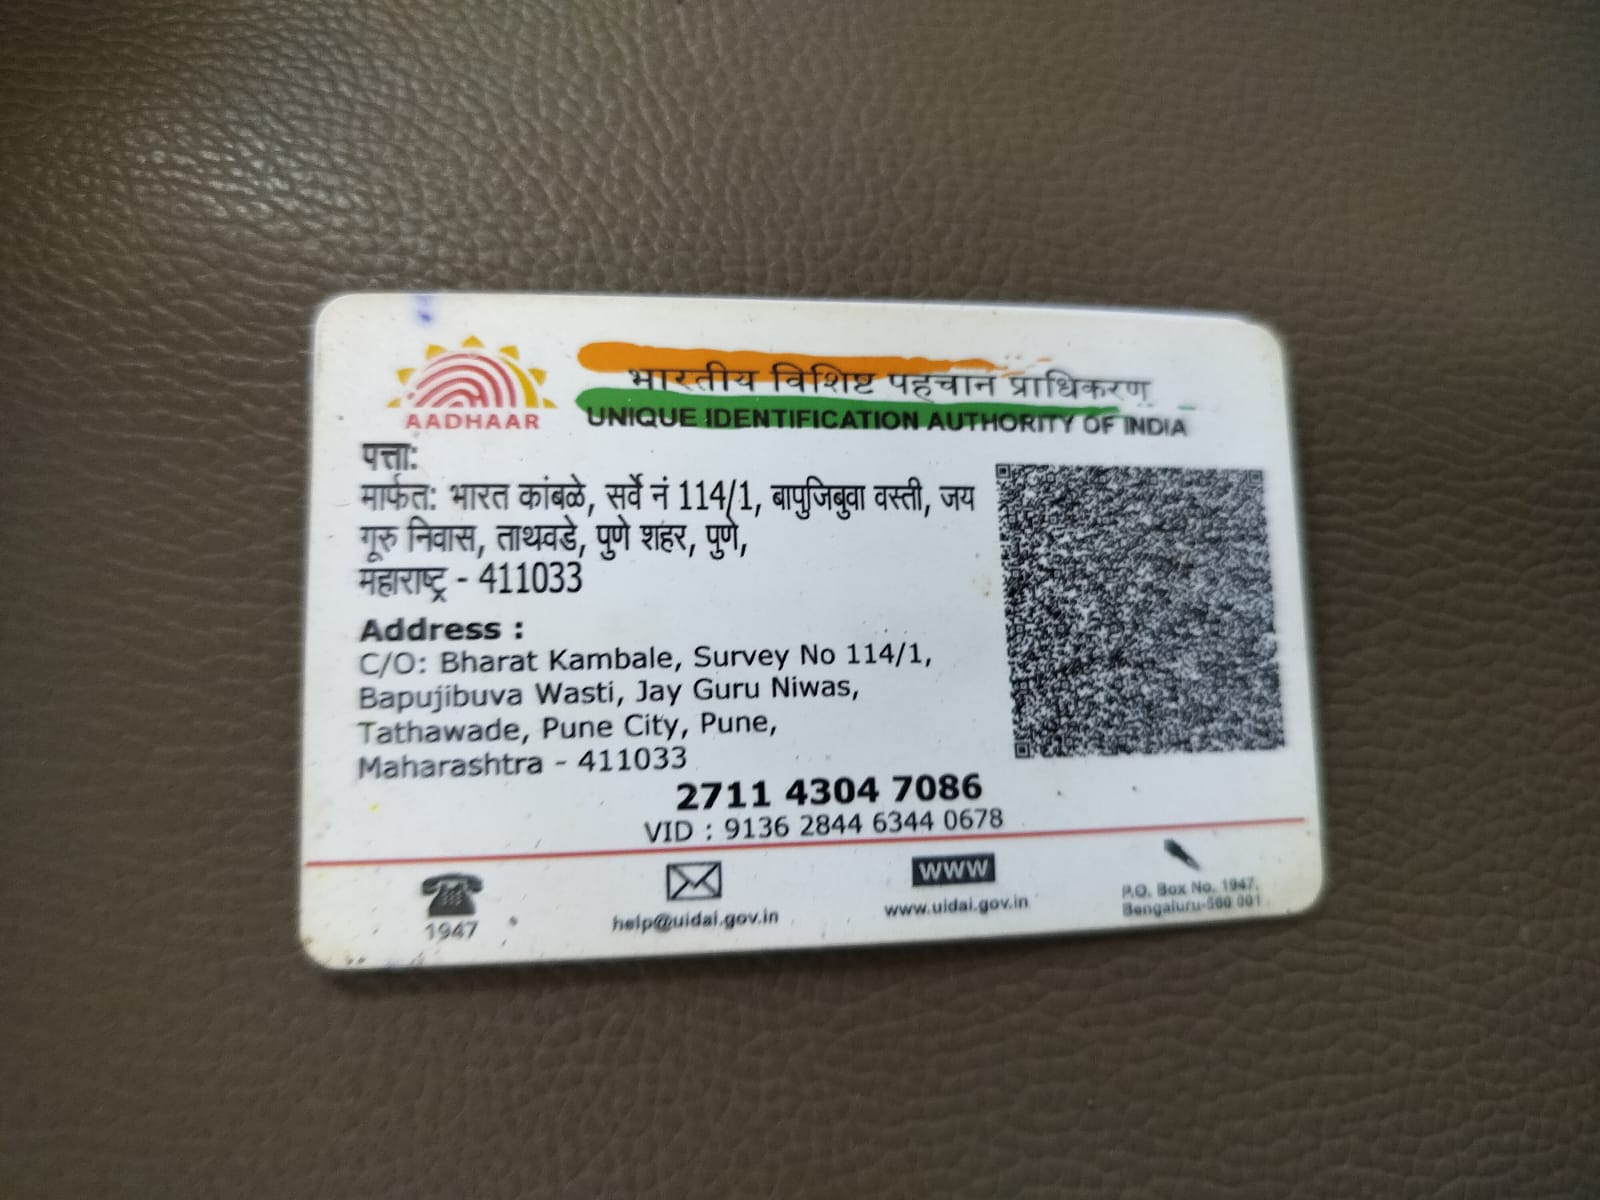 AADHAAR
भारतीय विशिष्ट पहचान प्राधिकरण
UNIQUE IDENTIFICATION AUTHORITY OF INDIA
पत्ता:
मार्फत: भारत कांबळे, सर्वे नं 114/1, बापुजिबुवा वस्ती, जय
गूरु निवास, ताथवडे, पुणे शहर, पुणे,
महाराष्ट्र - 411033
Address :
C/O: Bharat Kambale, Survey No 114/1,
Bapujibuva Wasti, Jay Guru Niwas,
Tathawade, Pune City, Pune,
Maharashtra - 411033
2711 4304 7086
VID : 9136 2844 6344 0678
1947
help@uidai.gov.in
www
www.uidai.gov.in
P.O. Box No. 1947,
Bengaluru-560 001